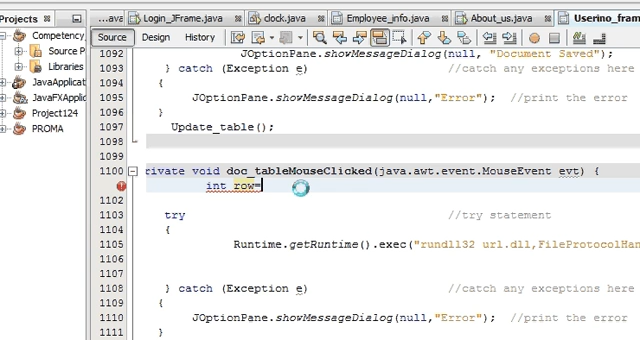 Projects ×
.ava
Login_JFrame.java
dock.java
Employee_info.java
About_us.java
Userino_fram
Source Design History
Competency
Source P
Libraries
JavaApplicat
JavaFXApplic
Project124
PROMA
1092 JOptionPane.showMessageDialog(null, "Document Saved");
1093 } catch (Exception e) //catch any exceptions here
1094 {
1095 JOptionPane.showMessageDialog(null,"Error"); //print the error
1096 }
1097 Update_table();
1098
1099
1100 rivate void doc_tableMouseClicked(java.awt.event.MouseEvent evt) {
int row=
1102
1103 try //try statement
1104 {
1105 Runtime.getRuntime().exec("rundll32 url.dll,FileProtocolHan
1108 } catch (Exception e) //catch any exceptions here
1109 {
1110 JOptionPane.showMessageDialog(null,"Error"); //print the error
1111 }